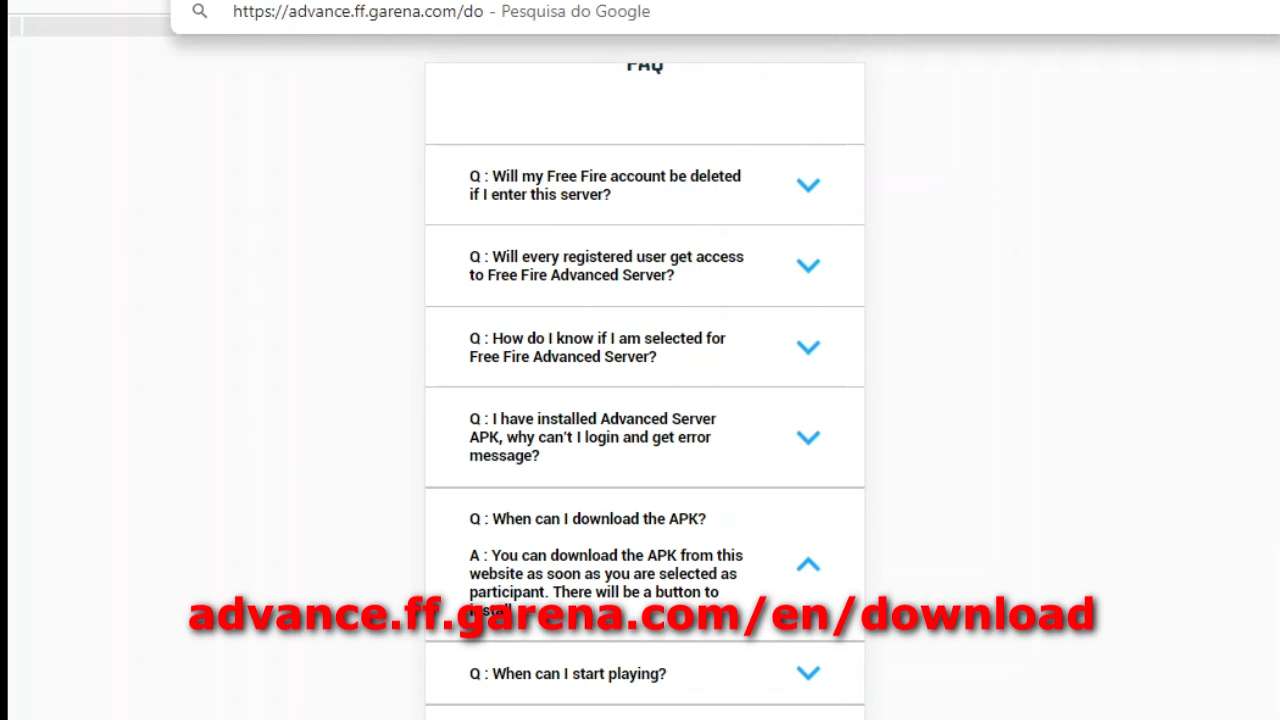 https://advance.ff.garena.com/do - Pesquisa do Google
FAQ
Q : Will my Free Fire account be deleted
if I enter this server?
Q : Will every registered user get access
to Free Fire Advanced Server?
Q : How do I know if I am selected for
Free Fire Advanced Server?
Q : I have installed Advanced Server
APK, why can't I login and get error
message?
Q : When can I download the APK?
A : You can download the APK from this
website as soon as you are selected as
participant. There will be a button to
install
advance.ff.garena.com/en/download
Q : When can I start playing?